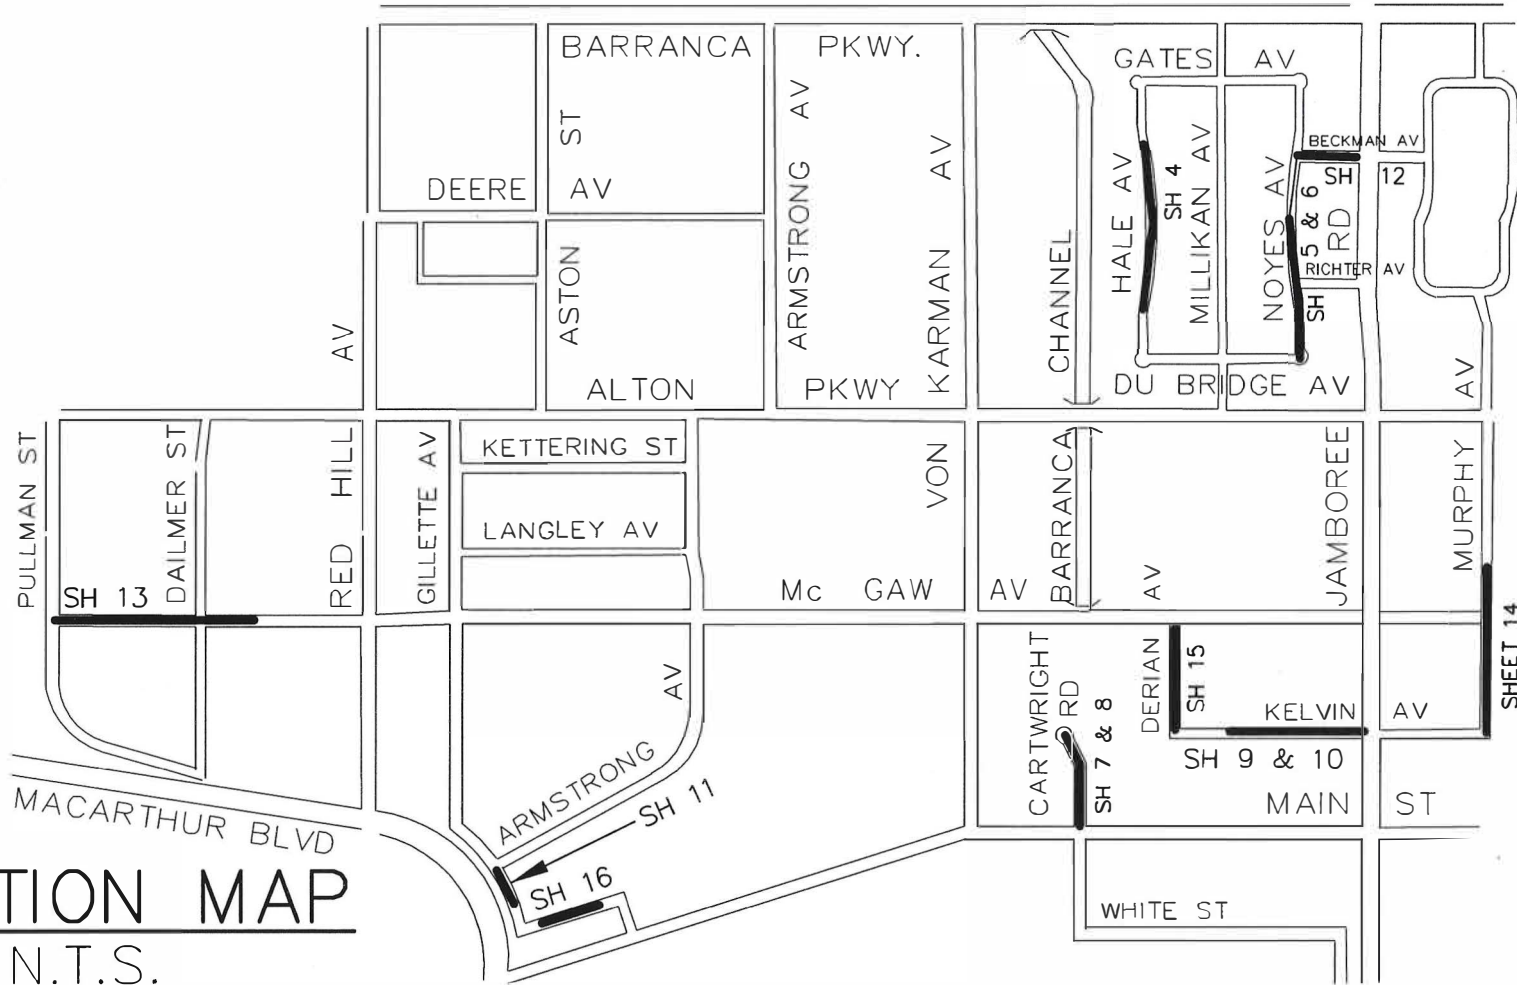 BARRANCA PKWY.
GATES AV
ST
ARMSTRONG AV
KARMAN AV
HALE AV
SH 4
MILLIKAN AV
NOYES AV
BECKMAN AV
SH 12
SH 5 & 6
RD
RICHTER AV
DEERE AV
ASTON
CHANNEL
AV
ALTON PKWY
DU BRIDGE AV
AV
PULLMAN ST
DAILMER ST
RED HILL
GILLETTE AV
KETTERING ST
LANGLEY AV
VON
BARRANCA
JAMBOREE
MURPHY
SH 13
Mc GAW AV
AV
SHEET 14
CARTWRIGHT
RD
SH 7 & 8
DERIAN
SH 15
KELVIN AV
SH 9 & 10
MAIN ST
AV
ARMSTRONG
SH 11
MACARTHUR BLVD
SH 16
WHITE ST
TION MAP
N.T.S.